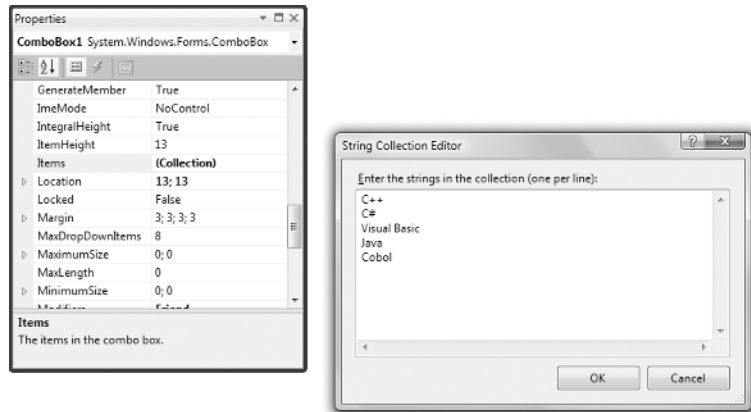 Properties
ComboBox1 System.Windows.Forms.ComboBox
GenerateMember True
ImeMode NoControl
IntegralHeight True
ItemHeight 13
Items (Collection)
Location 13; 13
Locked False
Margin 3; 3; 3; 3
MaxDropDownItems 8
MaximumSize 0; 0
MaxLength 0
MinimumSize 0; 0
Modifiers Friend
Items
The items in the combo box.
String Collection Editor
Enter the strings in the collection (one per line):
C++
C#
Visual Basic
Java
Cobol
OK Cancel